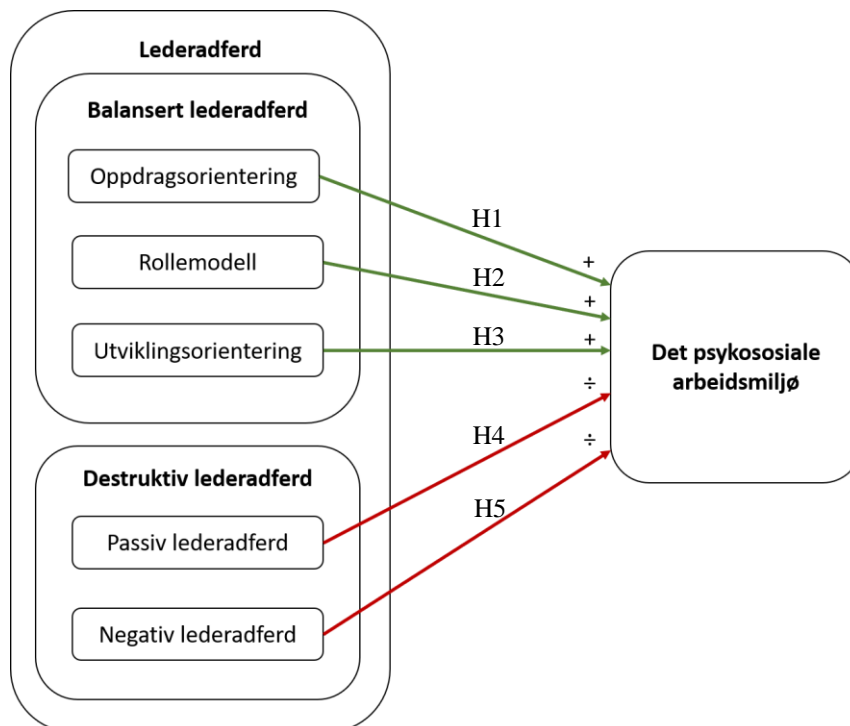 Lederadferd
Balansert lederadferd
Oppdragsorientering
H1
+
Rollemodell
H2
+
Utviklingsorientering
H3
+
Destruktiv lederadferd
Passiv lederadferd
H4
÷
Negativ lederadferd
H5
÷
Det psykososiale
arbeidsmiljø